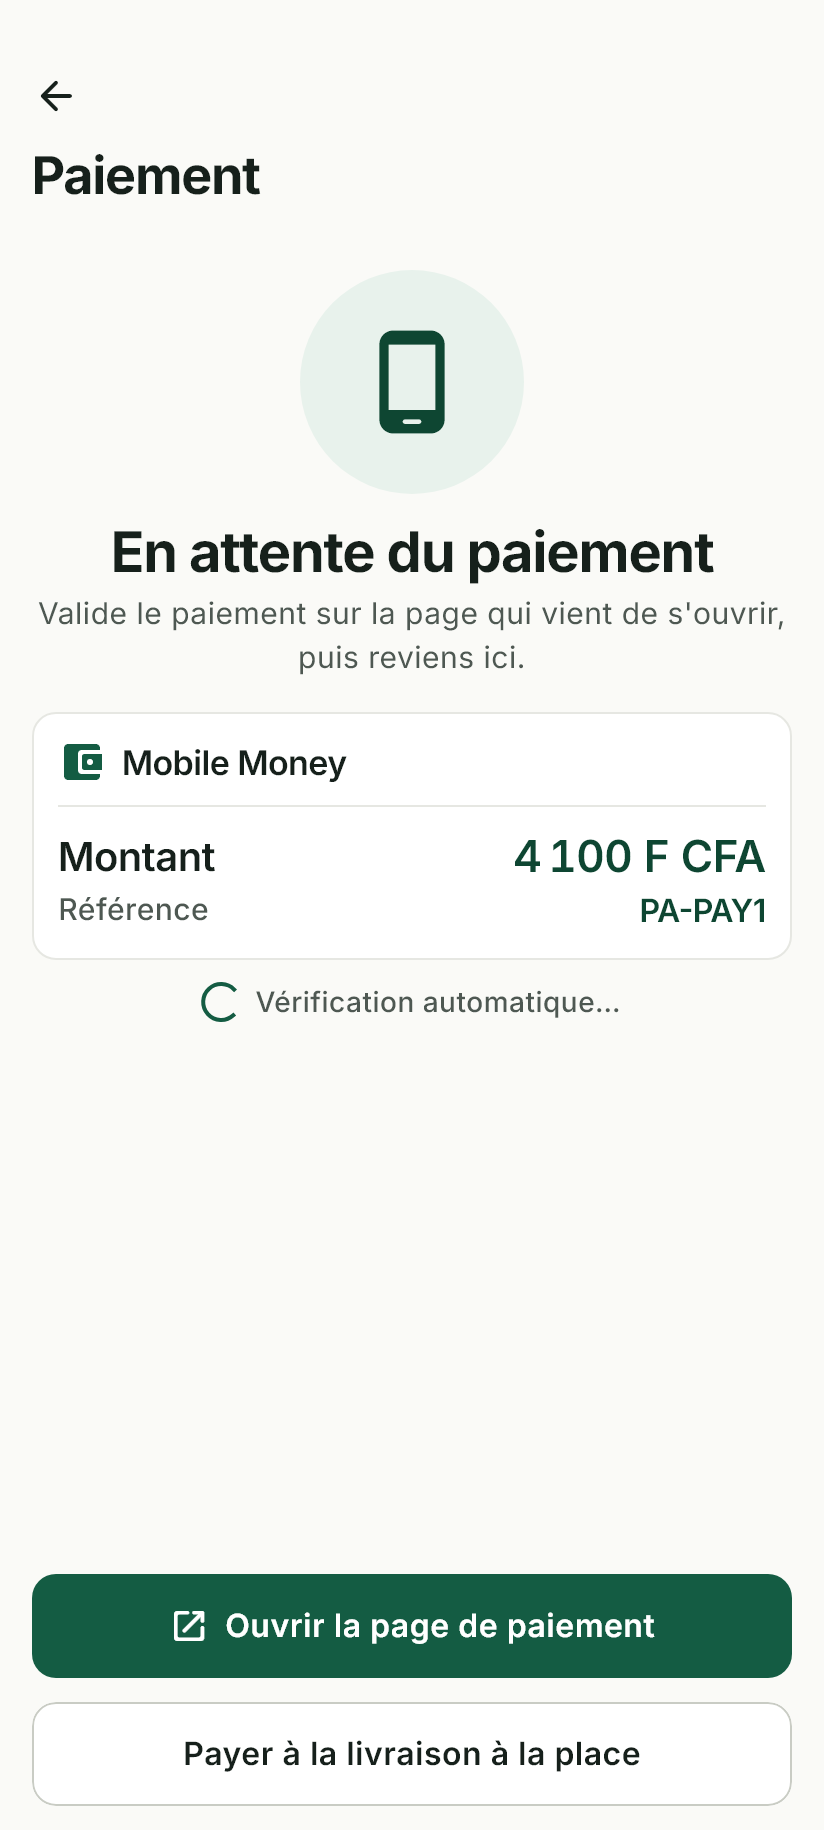 Paiement
En attente du paiement
Valide le paiement sur la page qui vient de s'ouvrir,
puis reviens ici.
Mobile Money
Montant 4 100 F CFA
Référence PA-PAY1
Vérification automatique...
Ouvrir la page de paiement
Payer à la livraison à la place